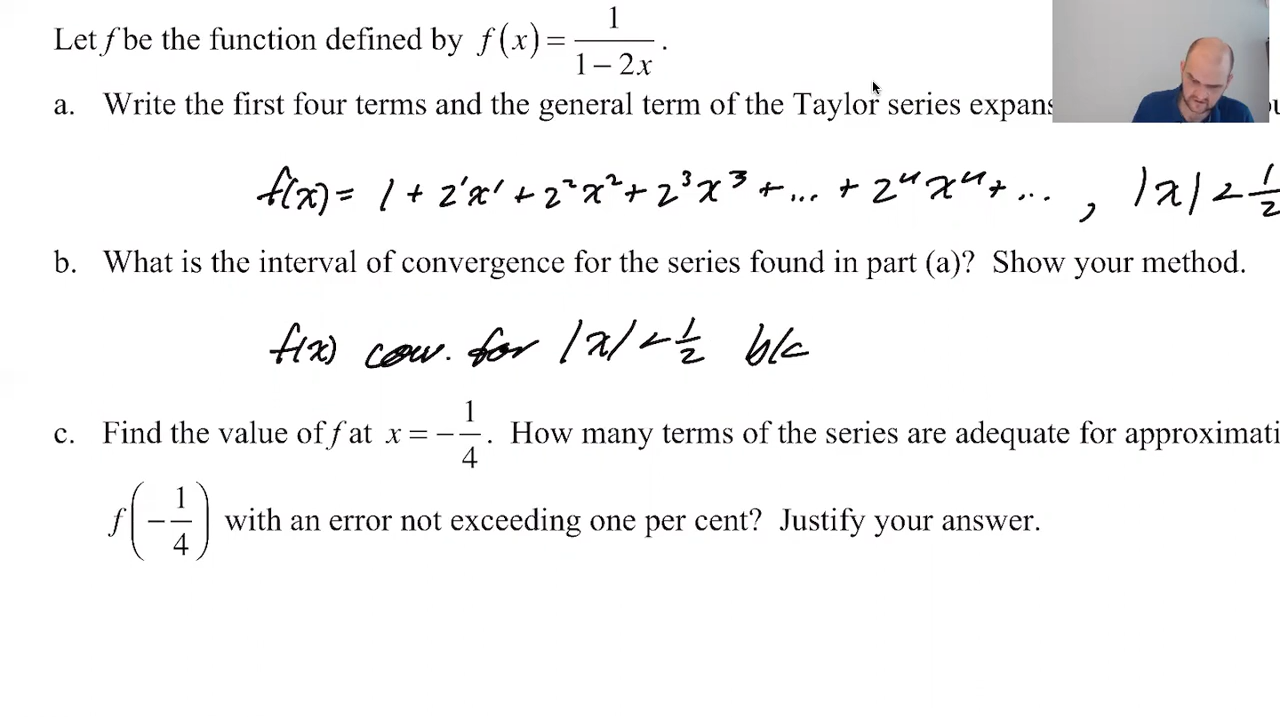 Let f be the function defined by f(x) = 1/(1 − 2x).
a. Write the first four terms and the general term of the Taylor series expans
f(x) = 1 + 2¹x¹ + 2²x² + 2³x³ + ... + 2ⁿxⁿ + ... , |x| < 1/2
b. What is the interval of convergence for the series found in part (a)? Show your method.
f(x) conv. for |x| < 1/2 b/c
c. Find the value of f at x = −1/4. How many terms of the series are adequate for approximati
f(−1/4) with an error not exceeding one per cent? Justify your answer.